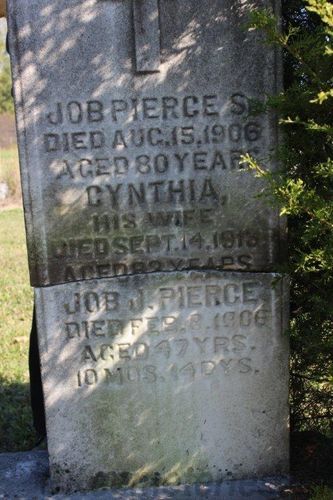 JOB PIERCE S
DIED AUG. 15, 1906
AGED 80 YEARS
CYNTHIA,
HIS WIFE
DIED SEPT. 14, 
AGED YEARS
JOB J. PIERCE,
DIED FEB. 8, 1906
AGED 47 YRS.
10 MOS. 14 DYS.